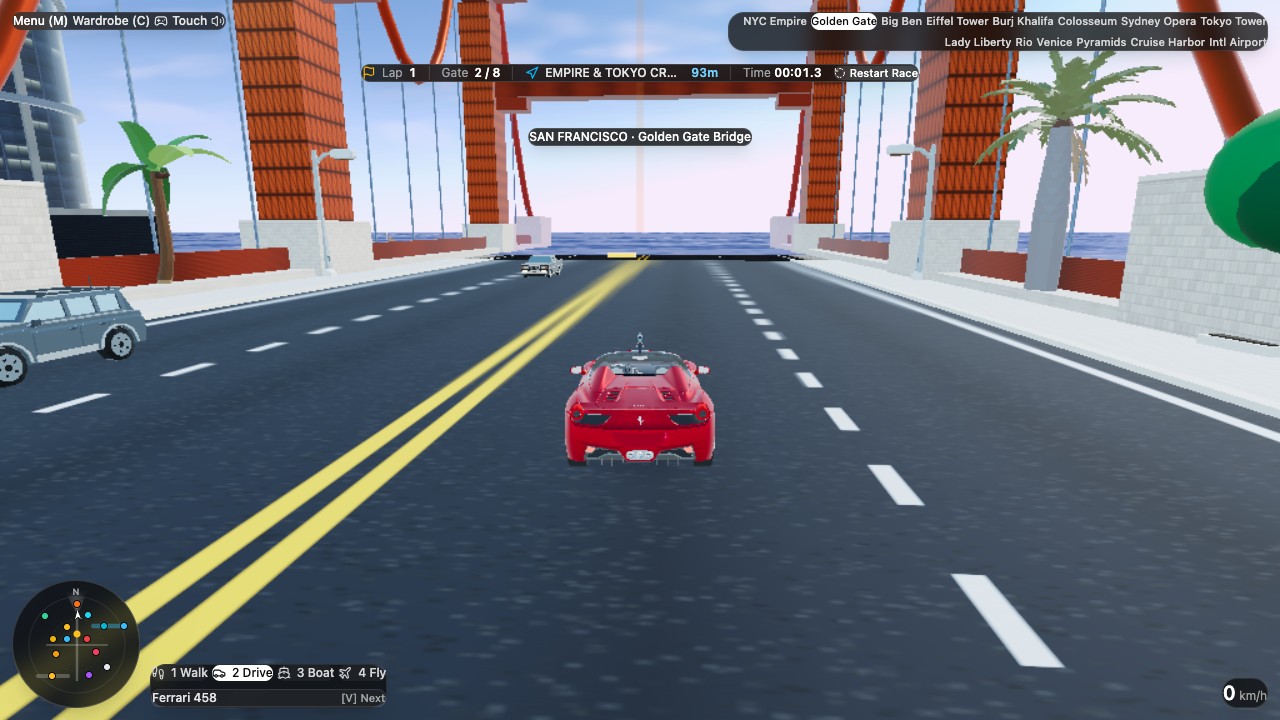 Menu (M) Wardrobe (C) Touch
NYC Empire Golden Gate Big Ben Eiffel Tower Burj Khalifa Colosseum Sydney Opera Tokyo Tower
Lady Liberty Rio Venice Pyramids Cruise Harbor Intl Airport
Lap 1 Gate 2 / 8 EMPIRE & TOKYO CR... 93m Time 00:01.3 Restart Race
SAN FRANCISCO · Golden Gate Bridge
N
1 Walk 2 Drive 3 Boat 4 Fly
Ferrari 458 [V] Next
0 km/h